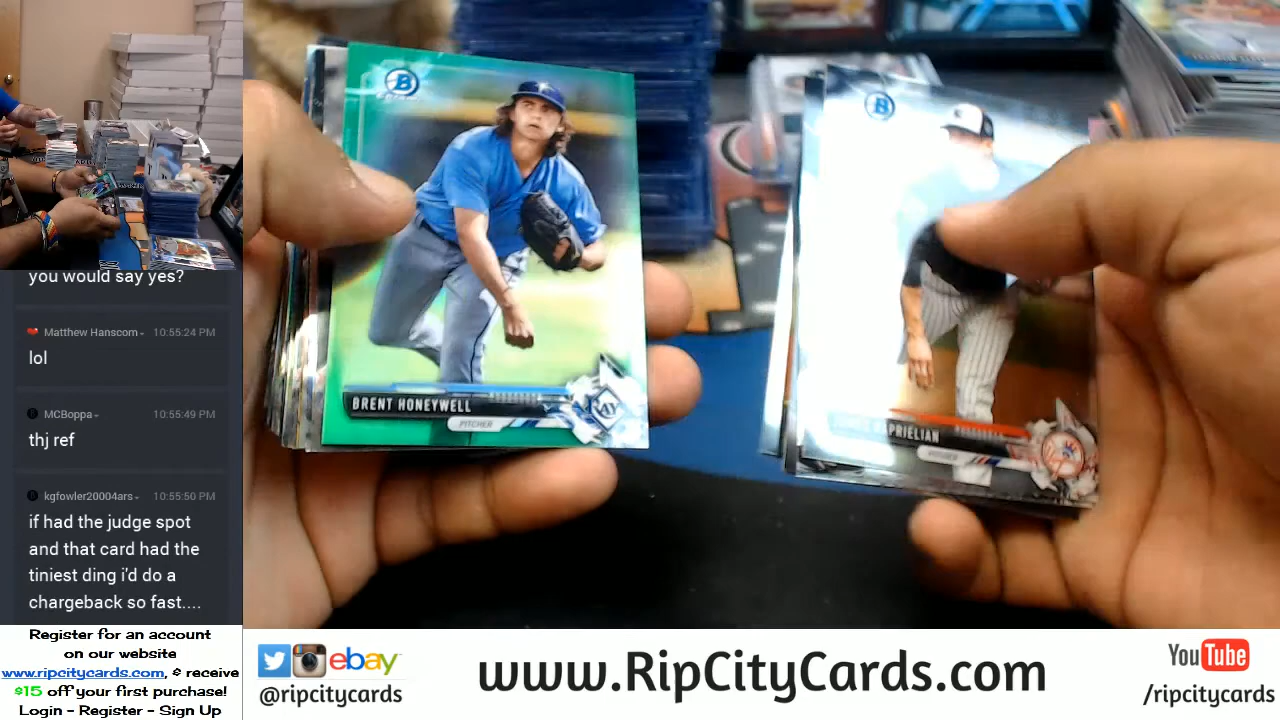 you would say yes?
Matthew Hanscom 10:55:24 PM
lol
MCBoppa 10:55:49 PM
thj ref
kgfowler20004ars 10:55:50 PM
if had the judge spot
and that card had the
tiniest ding i'd do a
chargeback so fast....
Register for an account
on our website
www.ripcitycards.com, & receive
$15 off your first purchase!
Login - Register - Sign Up
B
BRENT HONEYWELL
PITCHER
RAY
B
PRIELIAN
PITCHER
ebay
@ripcitycards
www.RipCityCards.com
YouTube
/ripcitycards